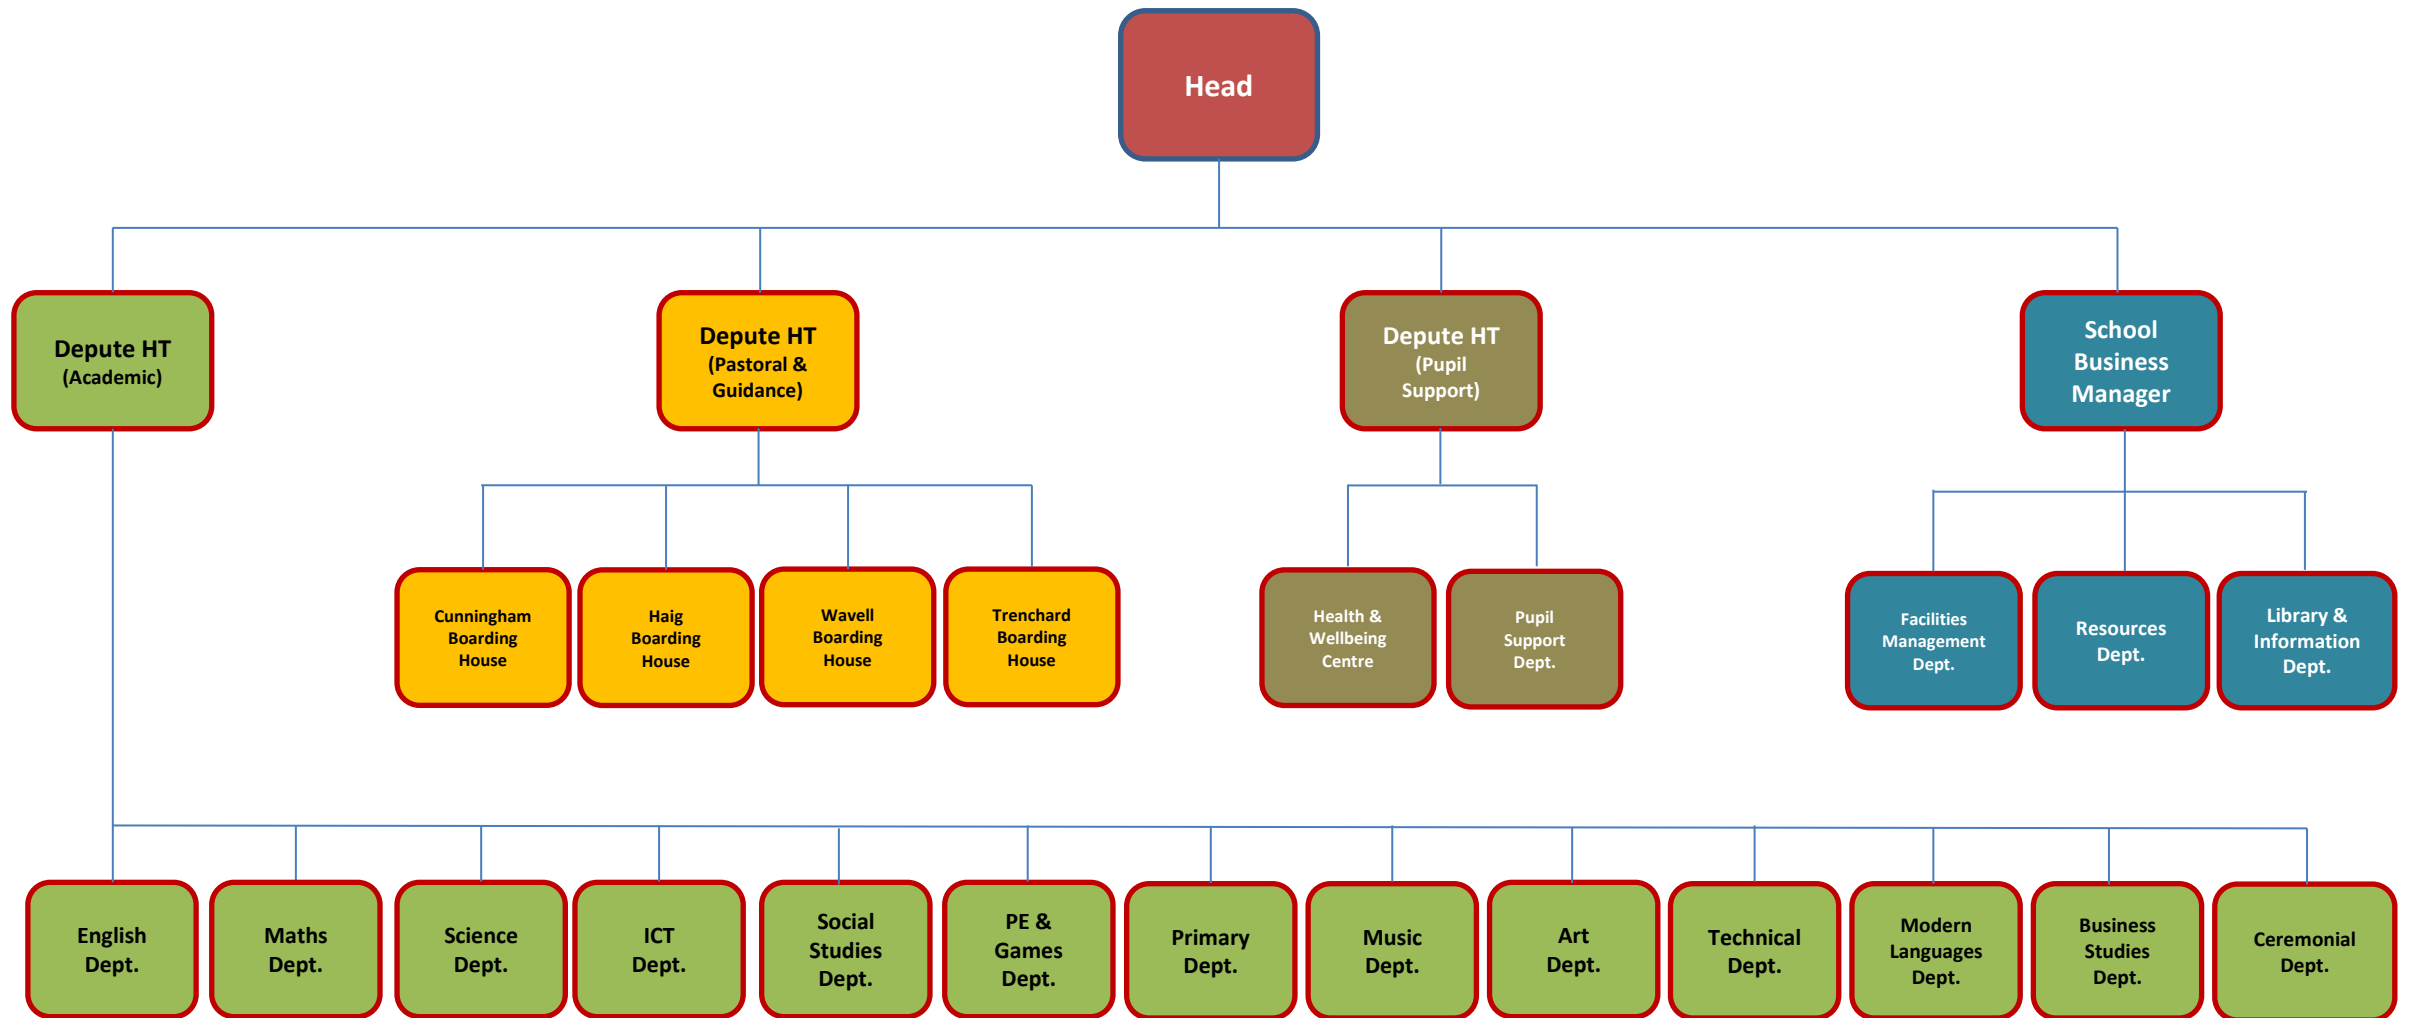 Head
Depute HT
(Academic)
Depute HT
(Pastoral &
Guidance)
Depute HT
(Pupil
Support)
School
Business
Manager
Cunningham
Boarding
House
Haig
Boarding
House
Wavell
Boarding
House
Trenchard
Boarding
House
Health &
Wellbeing
Centre
Pupil
Support
Dept.
Facilities
Management
Dept.
Resources
Dept.
Library &
Information
Dept.
English
Dept.
Maths
Dept.
Science
Dept.
ICT
Dept.
Social
Studies
Dept.
PE &
Games
Dept.
Primary
Dept.
Music
Dept.
Art
Dept.
Technical
Dept.
Modern
Languages
Dept.
Business
Studies
Dept.
Ceremonial
Dept.